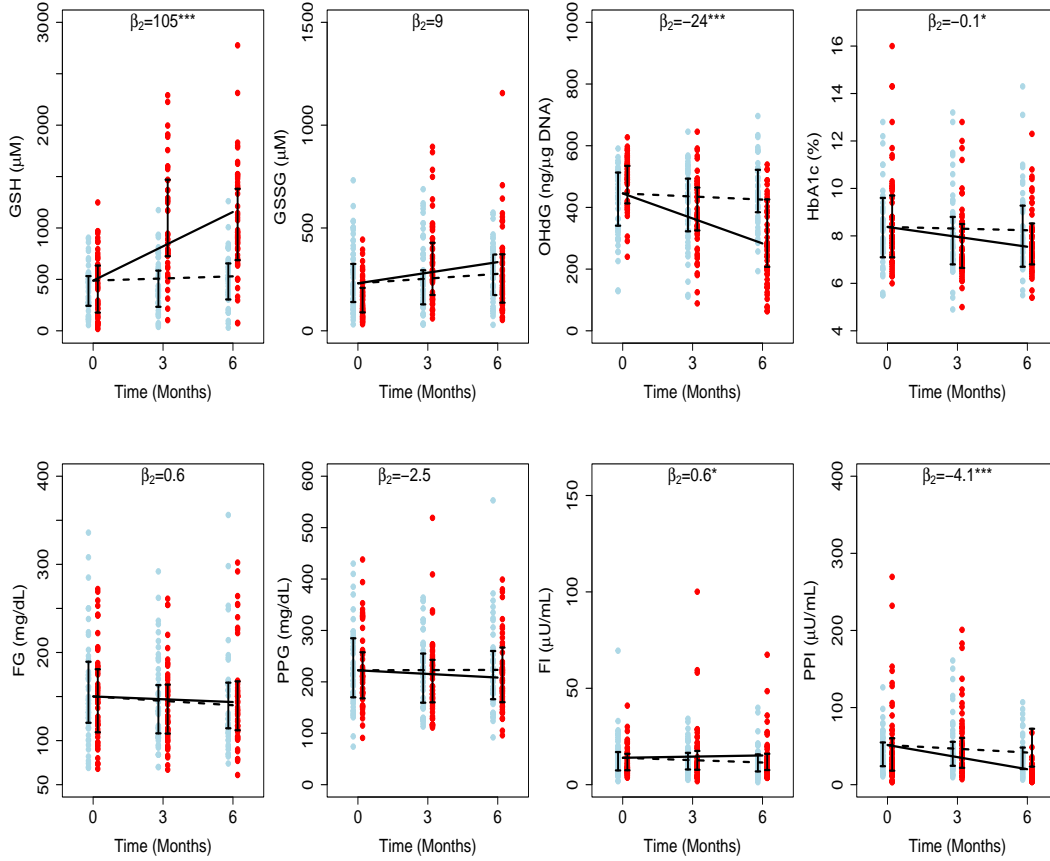 β2=105***
GSH (μM)
0 500 1000 2000 3000
0 3 6
Time (Months)
β2=9
GSSG (μM)
0 500 1000 1500
0 3 6
Time (Months)
β2=−24***
OHdG (ng/μg DNA)
0 200 400 600 800 1000
0 3 6
Time (Months)
β2=−0.1*
HbA1c (%)
4 6 8 10 12 14 16
0 3 6
Time (Months)
β2=0.6
FG (mg/dL)
50 100 150 200 300 400
0 3 6
Time (Months)
β2=−2.5
PPG (mg/dL)
0 100 200 300 400 500 600
0 3 6
Time (Months)
β2=0.6*
FI (μU/mL)
0 50 100 150
0 3 6
Time (Months)
β2=−4.1***
PPI (μU/mL)
0 100 200 300 400
0 3 6
Time (Months)